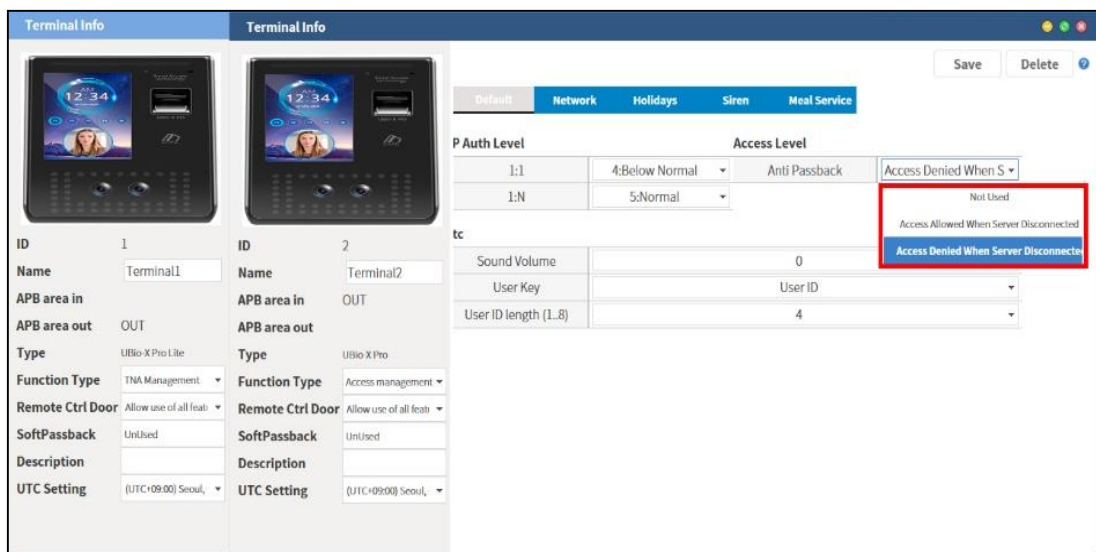 Terminal Info
12:34
ID 1
Name Terminal1
APB area in
APB area out OUT
Type UBio-X Pro Lite
Function Type TNA Management
Remote Ctrl Door Allow use of all feat
SoftPassback UnUsed
Description
UTC Setting (UTC+09:00) Seoul,
Terminal Info
12:34
ID 2
Name Terminal2
APB area in OUT
APB area out
Type UBio X Pro
Function Type Access management
Remote Ctrl Door Allow use of all feat
SoftPassback UnUsed
Description
UTC Setting (UTC+09:00) Seoul,
Save Delete ?
Default Network Holidays Siren Meal Service
P Auth Level
1:1 4:Below Normal
1:N 5:Normal
Access Level
Anti Passback Access Denied When S
Not Used
Access Allowed When Server Disconnected
Access Denied When Server Disconnecte
tc
Sound Volume 0
User Key User ID
User ID length (1..8) 4